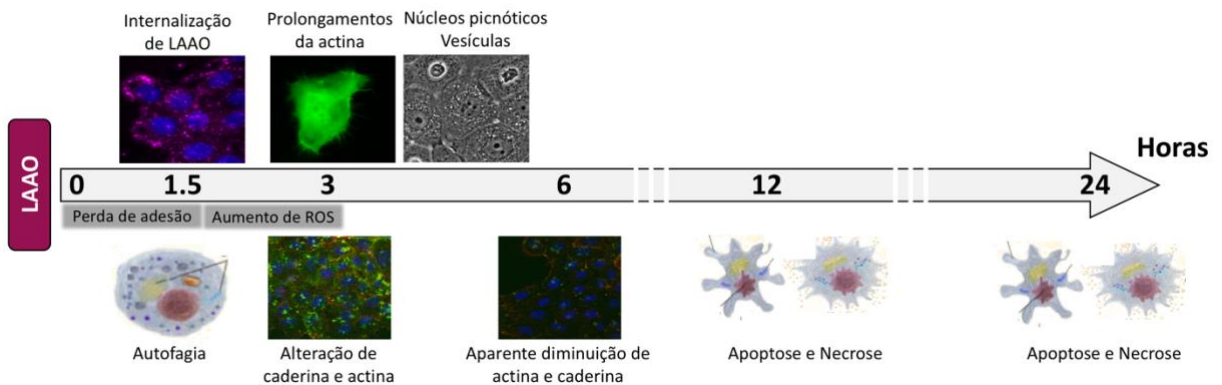 Internalização
de LAAO
Prolongamentos
da actina
Núcleos picnóticos
Vesículas
LAAO
Horas
0
1.5
3
6
12
24
Perda de adesão
Aumento de ROS
Autofagia
Alteração de
caderina e actina
Aparente diminuição de
actina e caderina
Apoptose e Necrose
Apoptose e Necrose